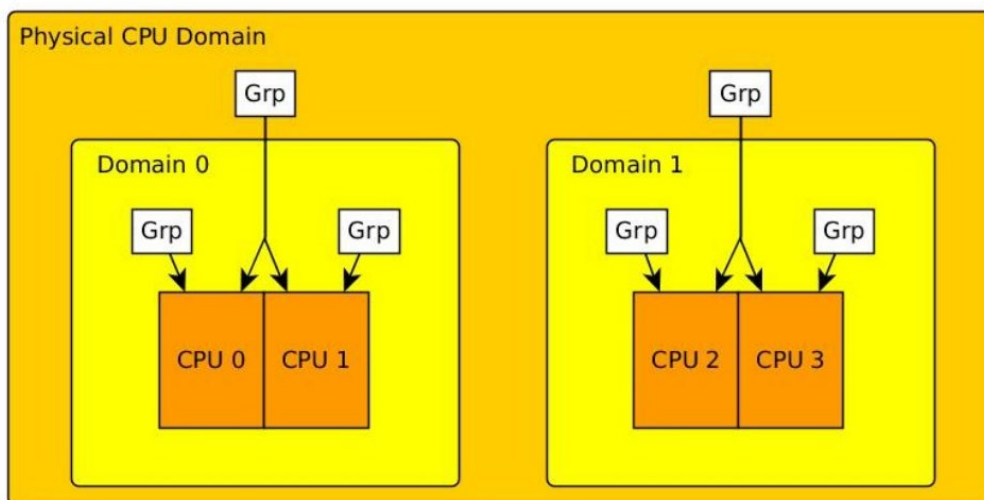 Physical CPU Domain
Grp
Grp
Domain 0
Domain 1
Grp
Grp
Grp
Grp
CPU 0
CPU 1
CPU 2
CPU 3